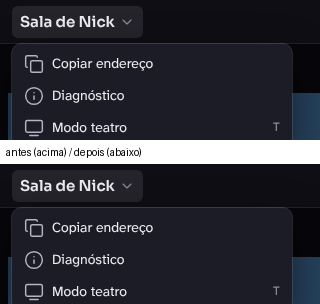 Sala de Nick
Copiar endereço
Diagnóstico
Modo teatro T
antes (acima) / depois (abaixo)
Sala de Nick
Copiar endereço
Diagnóstico
Modo teatro T